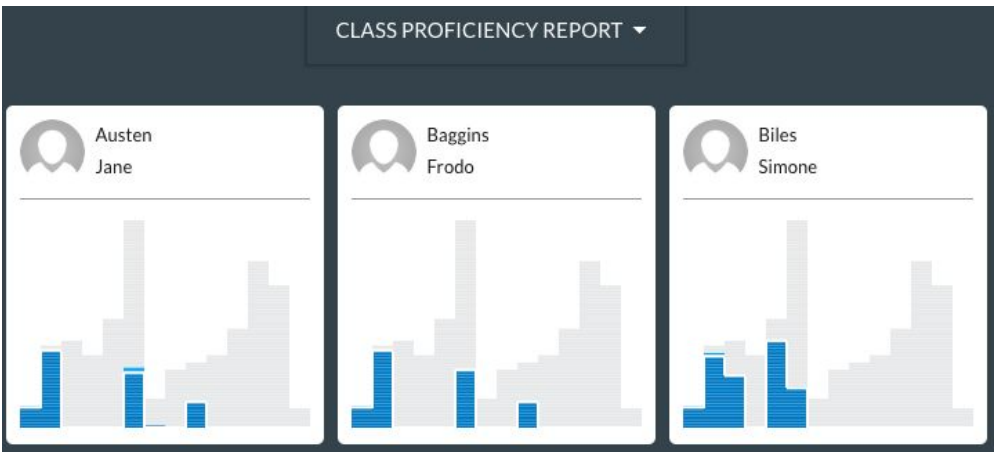 CLASS PROFICIENCY REPORT
Austen
Jane
Baggins
Frodo
Biles
Simone